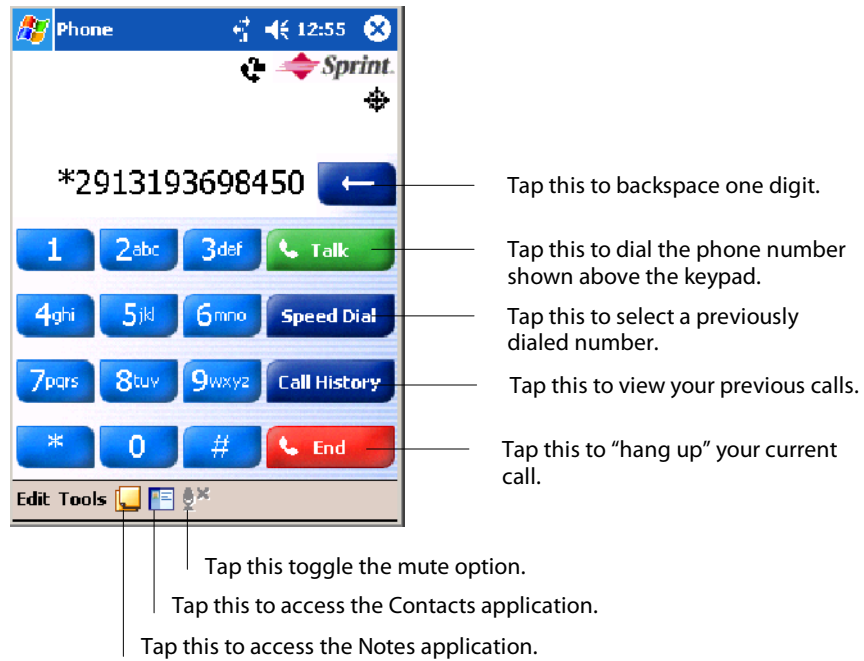 Phone 12:55
Sprint.
*2913193698450
Tap this to backspace one digit.
1 2abc 3def Talk
Tap this to dial the phone number
shown above the keypad.
4ghi 5jkl 6mno Speed Dial
Tap this to select a previously
dialed number.
7pqrs 8tuv 9wxyz Call History
Tap this to view your previous calls.
* 0 # End
Tap this to “hang up” your current
call.
Edit Tools
Tap this toggle the mute option.
Tap this to access the Contacts application.
Tap this to access the Notes application.